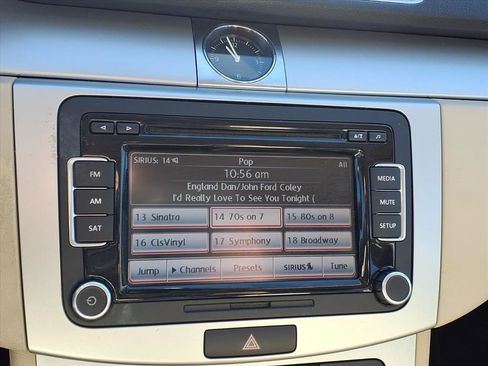 SIRIUS: 14 Pop All
10:56 am
England Dan/John Ford Coley
I'd Really Love To See You Tonight (
13 Sinatra 14 70s on 7 15 80s on 8
16 ClsVinyl 17 Symphony 18 Broadway
Jump Channels Presets SIRIUS Tune
FM
AM
SAT
MEDIA
MUTE
SETUP